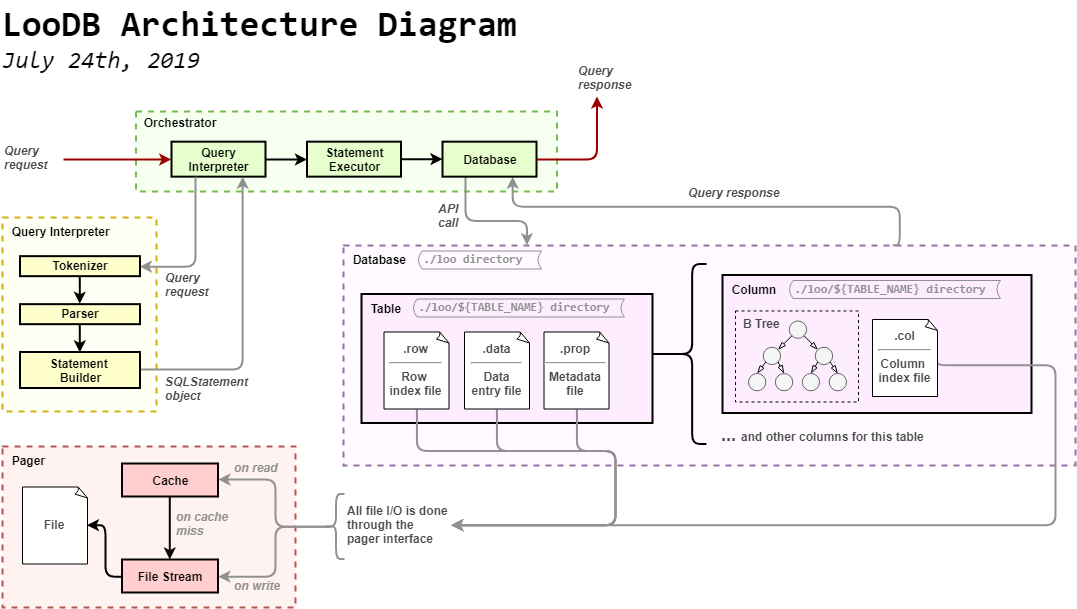 LooDB Architecture Diagram
July 24th, 2019
Query
response
Orchestrator
Query
request
Query
Interpreter
Statement
Executor
Database
Query response
API
call
Query Interpreter
Tokenizer
Query
request
Parser
Statement
Builder
SQLStatement
object
Database
./loo directory
Table
./loo/${TABLE_NAME} directory
.row
Row
index file
.data
Data
entry file
.prop
Metadata
file
Column
./loo/${TABLE_NAME} directory
B Tree
.col
Column
index file
... and other columns for this table
Pager
Cache
on read
File
on cache
miss
File Stream
on write
All file I/O is done
through the
pager interface